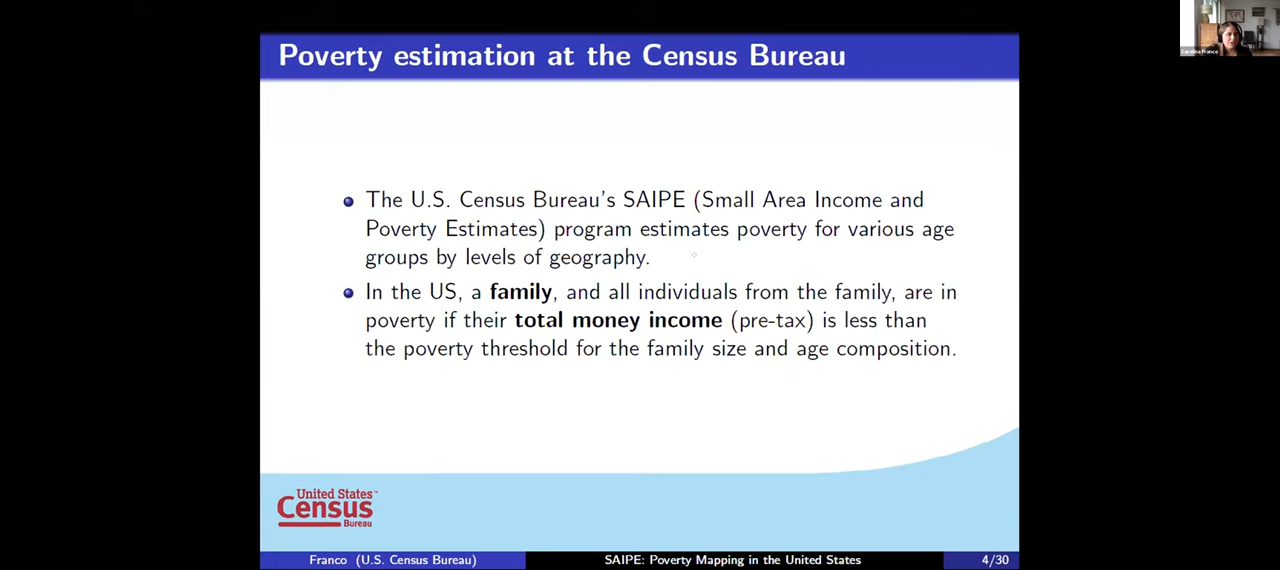 Poverty estimation at the Census Bureau
Carolina Franco
The U.S. Census Bureau's SAIPE (Small Area Income and
Poverty Estimates) program estimates poverty for various age
groups by levels of geography.
In the US, a family, and all individuals from the family, are in
poverty if their total money income (pre-tax) is less than
the poverty threshold for the family size and age composition.
United States™
Census
Bureau
Franco (U.S. Census Bureau)
SAIPE: Poverty Mapping in the United States
4/30